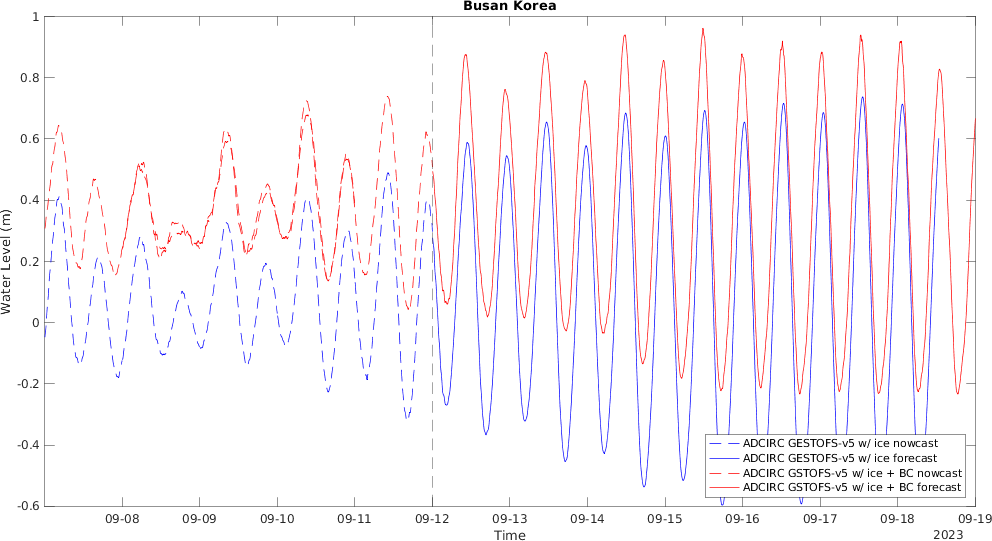 Busan Korea
1
0.8
0.6
0.4
0.2
0
-0.2
-0.4
-0.6
Water Level (m)
ADCIRC GESTOFS-v5 w/ ice nowcast
ADCIRC GESTOFS-v5 w/ ice forecast
ADCIRC GSTOFS-v5 w/ ice + BC nowcast
ADCIRC GSTOFS-v5 w/ ice + BC forecast
09-08 09-09 09-10 09-11 09-12 09-13 09-14 09-15 09-16 09-17 09-18 09-19
Time
2023